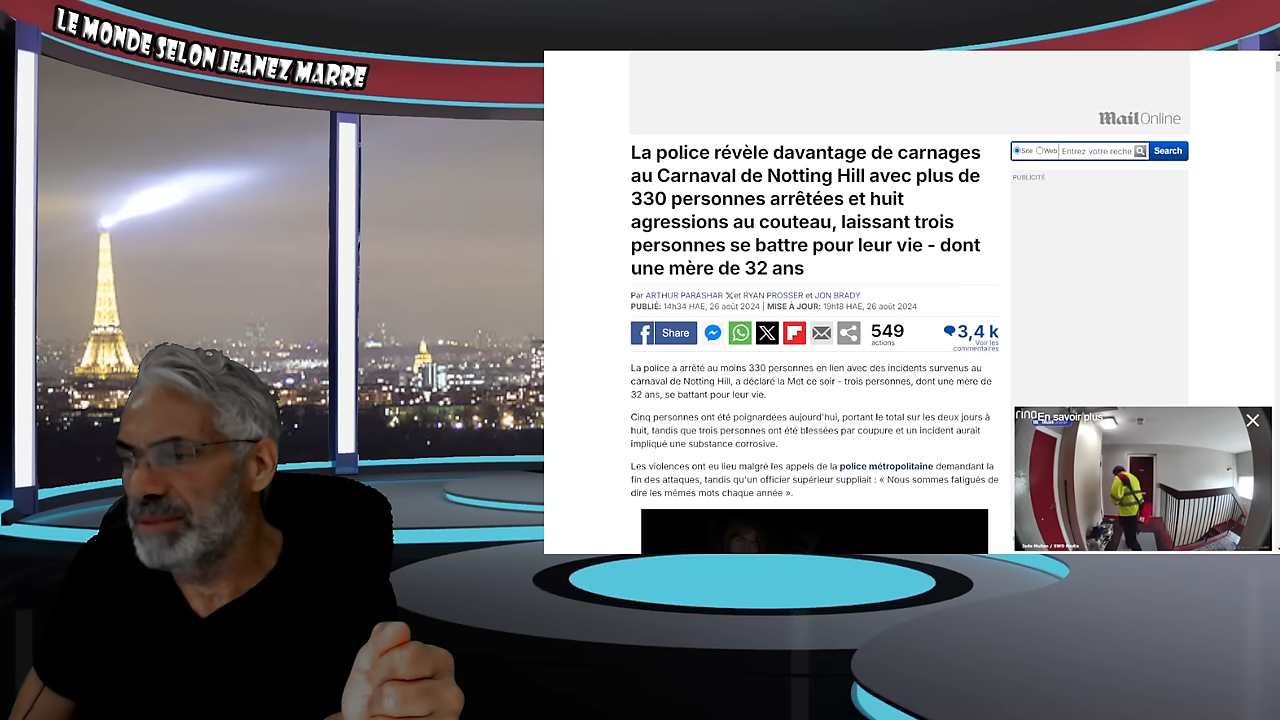 LE MONDE SELON JEANEZ MARRE
Mail Online
La police révèle davantage de carnages
au Carnaval de Notting Hill avec plus de
330 personnes arrêtées et huit
agressions au couteau, laissant trois
personnes se battre pour leur vie - dont
une mère de 32 ans
Par ARTHUR PARASHAR et RYAN PROSSER et JON BRADY
PUBLIÉ: 14h34 HAE, 26 août 2024 | MISE À JOUR: 19h18 HAE, 26 août 2024
Share
549
actions
3,4 k
Voir les
commentaires
La police a arrêté au moins 330 personnes en lien avec des incidents survenus au
carnaval de Notting Hill, a déclaré la Met ce soir - trois personnes, dont une mère de
32 ans, se battant pour leur vie.
Cinq personnes ont été poignardées aujourd'hui, portant le total sur les deux jours à
huit, tandis que trois personnes ont été blessées par coupure et un incident aurait
impliqué une substance corrosive.
Les violences ont eu lieu malgré les appels de la police métropolitaine demandant la
fin des attaques, tandis qu'un officier supérieur suppliait : « Nous sommes fatigués de
dire les mêmes mots chaque année ».
Site Web Entrez votre reche Search
PUBLICITÉ
ring En savoir plus
Jade Mullen / SWD Media